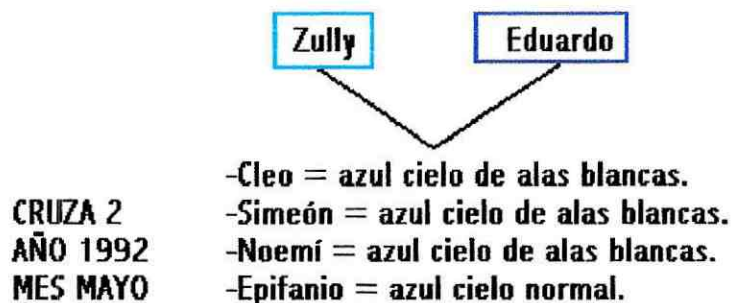 Zully Eduardo
-Cleo = azul cielo de alas blancas.
CRUZA 2 -Simeón = azul cielo de alas blancas.
AÑO 1992 -Noemí = azul cielo de alas blancas.
MES MAYO -Epifanio = azul cielo normal.